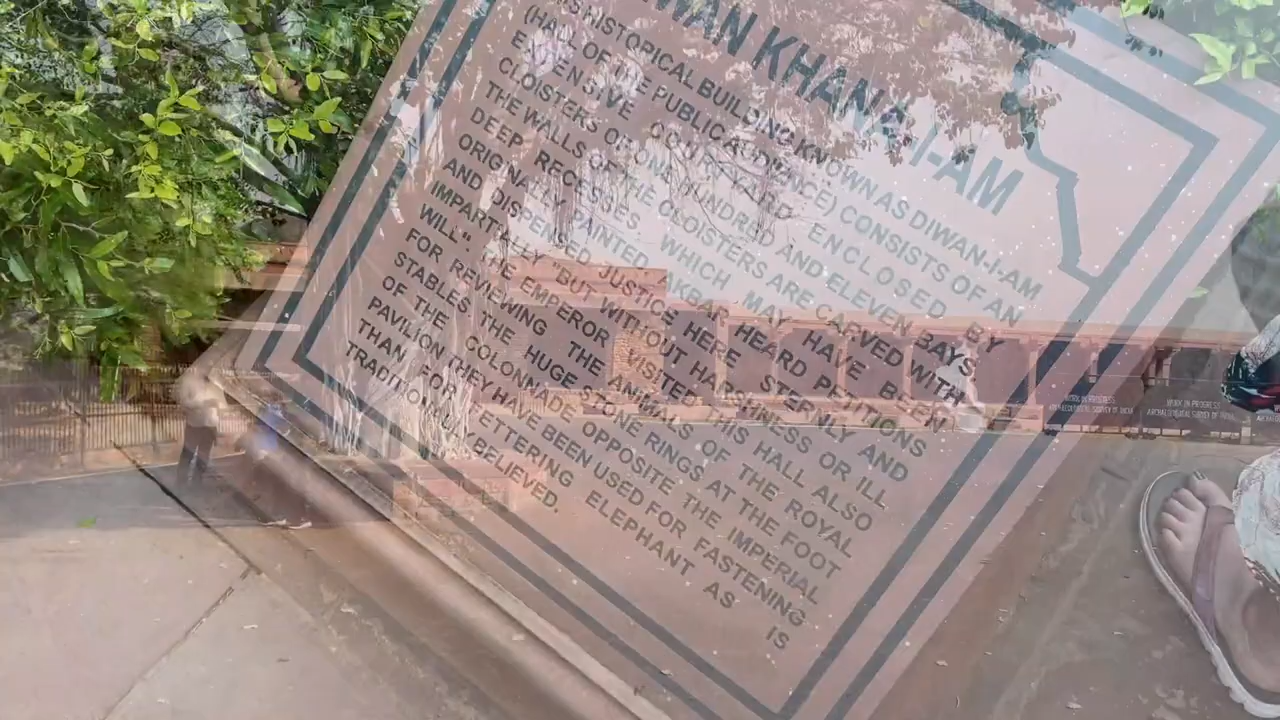 WAN KHANA-I-AM
IS HISTORICAL BUILDING KNOWN AS DIWAN-I-AM
(HALL OF THE PUBLIC AUDIENCE) CONSISTS OF AN
EXTENSIVE COURTYARD ENCLOSED BY
CLOISTERS OF ONE HUNDRED AND ELEVEN BAYS.
THE WALLS OF THE CLOISTERS ARE CARVED WITH
DEEP RECESSES WHICH MAY HAVE BEEN
ORIGINALLY PAINTED. AKBAR HEARD PETITIONS
AND DISPENSED JUSTICE HERE STERNLY AND
IMPARTIALLY "BUT WITHOUT HARSHNESS OR ILL
WILL". THE EMPEROR VISITED THIS HALL ALSO
FOR REVIEWING THE ANIMALS OF THE ROYAL
STABLES. THE HUGE STONE RINGS AT THE FOOT
OF THE COLONNADE OPPOSITE THE IMPERIAL
PAVILION THEY HAVE BEEN USED FOR FASTENING
THAN FOR FETTERING ELEPHANT AS IS
TRADITIONALLY BELIEVED.
WORK IN PROGRESS
ARCHAEOLOGICAL SURVEY OF INDIA
WORK IN PROGRESS
ARCHAEOLOGICAL SURVEY OF INDIA